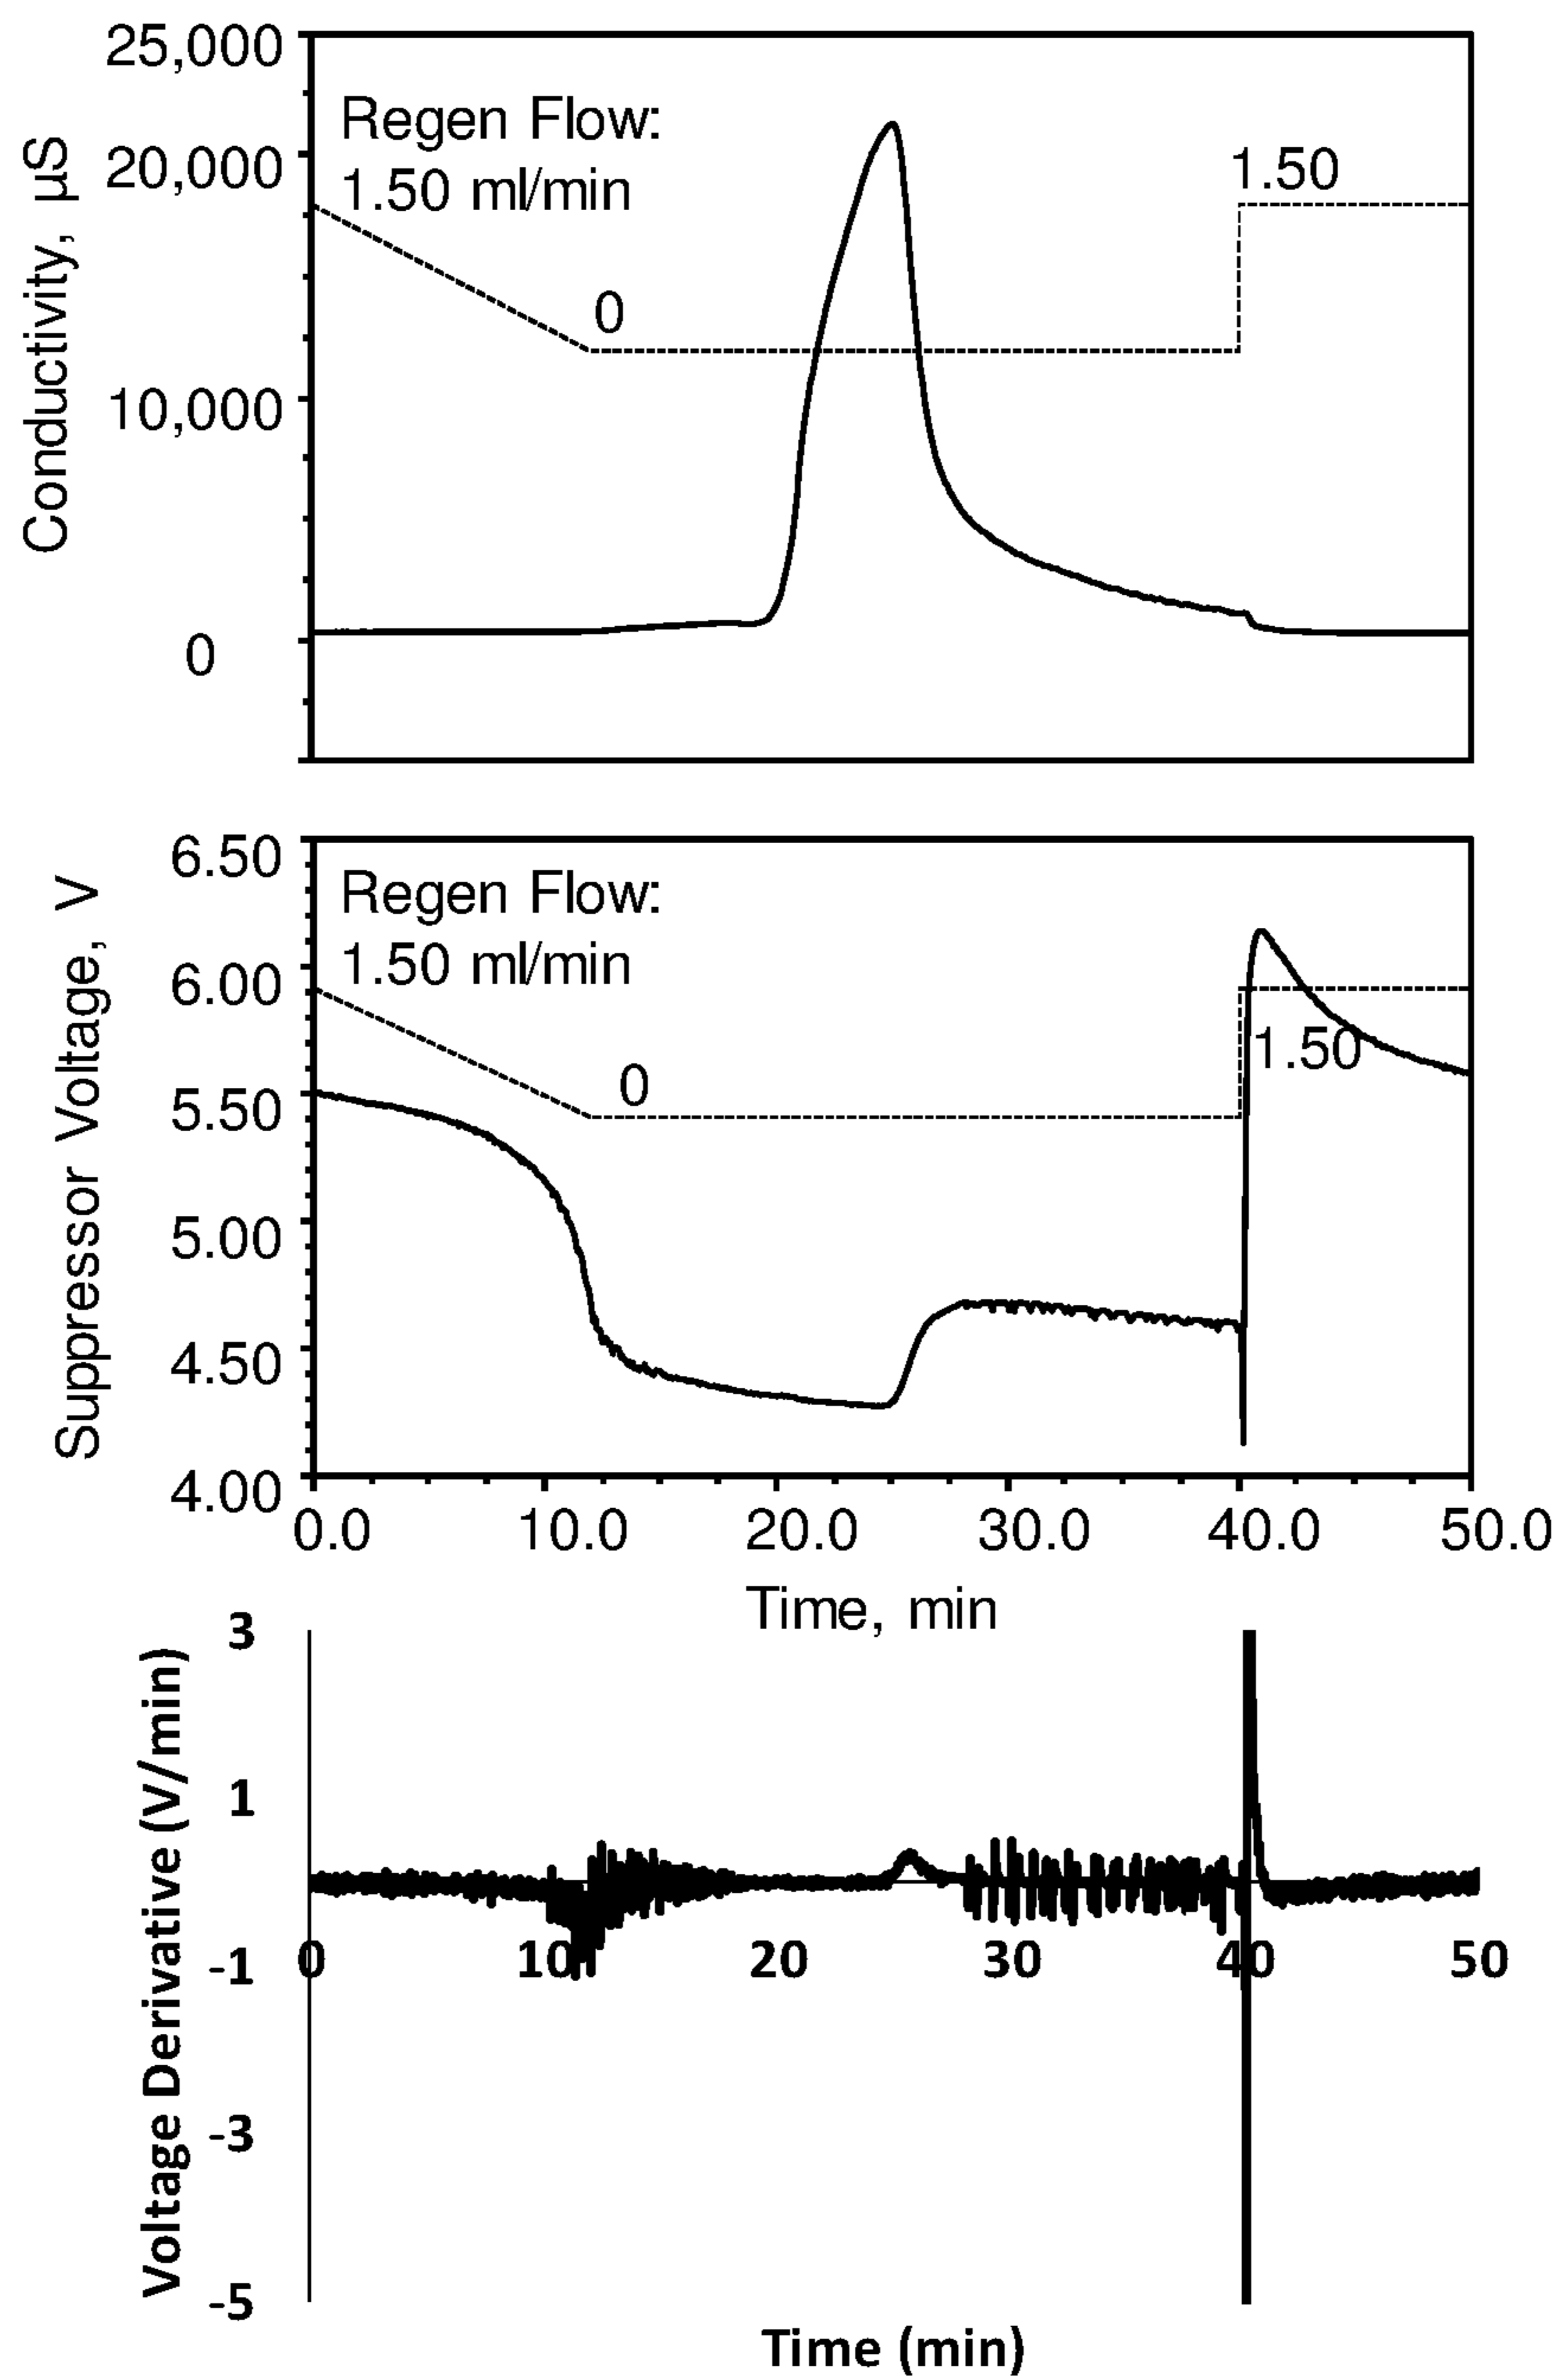 Conductivity, µS
25,000
20,000
10,000
0
Regen Flow:
1.50 ml/min
0
1.50
Suppressor Voltage, V
6.50
6.00
5.50
5.00
4.50
4.00
Regen Flow:
1.50 ml/min
0
1.50
0.0 10.0 20.0 30.0 40.0 50.0
Time, min
Voltage Derivative (V/min)
3
1
-1
-3
-5
0 10 20 30 40 50
Time (min)